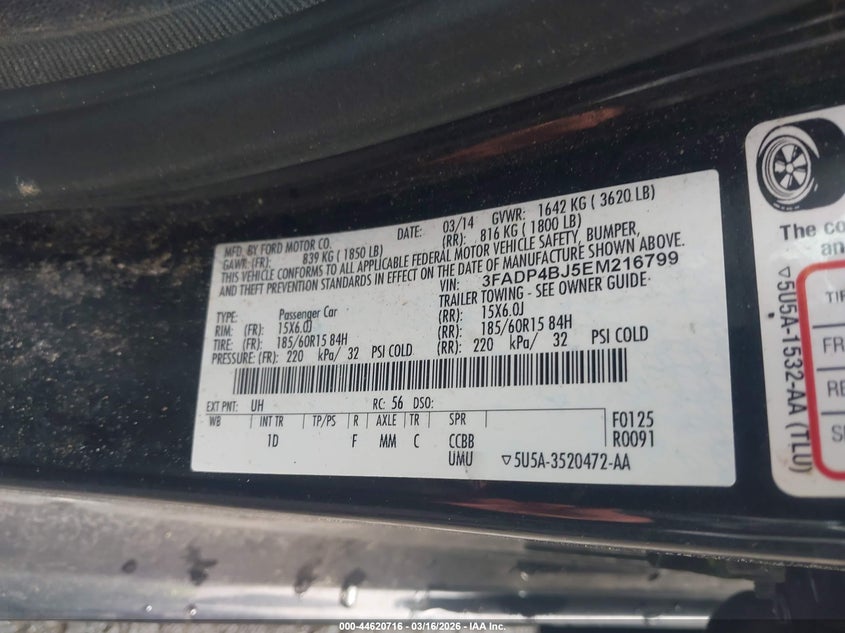 MFD. BY FORD MOTOR CO. DATE: 03/14 GVWR: 1642 KG ( 3620 LB)
GAWR: (FR): 839 KG ( 1850 LB) (RR): 816 KG ( 1800 LB)
THIS VEHICLE CONFORMS TO ALL APPLICABLE FEDERAL MOTOR VEHICLE SAFETY, BUMPER,
AND THEFT PREVENTION STANDARDS IN EFFECT ON THE DATE OF MANUFACTURE SHOWN ABOVE.
VIN: 3FADP4BJ5EM216799
TYPE: Passenger Car TRAILER TOWING - SEE OWNER GUIDE
RIM: (FR): 15X6.0J (RR): 15X6.0J
TIRE: (FR): 185/60R15 84H (RR): 185/60R15 84H
PRESSURE: (FR): 220 kPa/ 32 PSI COLD (RR): 220 kPa/ 32 PSI COLD
EXT PNT: UH RC: 56 DSO:
WB INT TR TP/PS R AXLE TR SPR F0125
1D F MM C CCBB R0091
UMU ▽5U5A-3520472-AA
The co
an
TIR
FR
RE
▽5U5A-1532-AA (TLU)
000-44620716 - 03/16/2026 - IAA Inc.